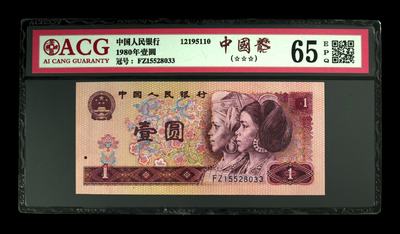 ACG
AI CANG GUARANTY
中国人民银行
1980年壹圆
冠号：FZ15528033
12195110
中國
(☆☆☆)
65
EPQ
中国人民银行
1
壹圆
1
FZ15528033
1